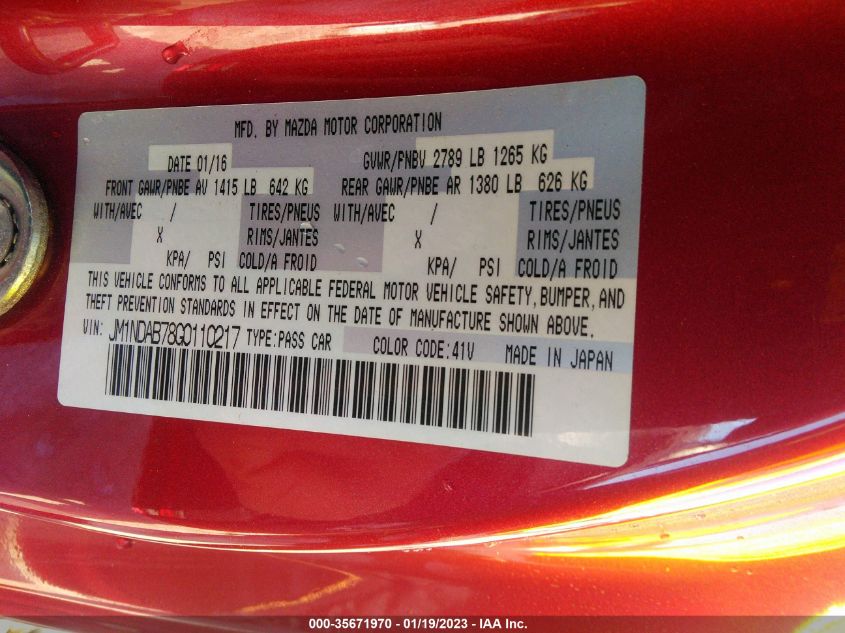 MFD. BY MAZDA MOTOR CORPORATION
DATE 01/16 GVWR/PNBV 2789 LB 1265 KG
FRONT GAWR/PNBE AV 1415 LB 642 KG REAR GAWR/PNBE AR 1380 LB 626 KG
WITH/AVEC / TIRES/PNEUS WITH/AVEC / TIRES/PNEUS
X RIMS/JANTES X RIMS/JANTES
KPA/ PSI COLD/A FROID KPA/ PSI COLD/A FROID
THIS VEHICLE CONFORMS TO ALL APPLICABLE FEDERAL MOTOR VEHICLE SAFETY, BUMPER, AND
THEFT PREVENTION STANDARDS IN EFFECT ON THE DATE OF MANUFACTURE SHOWN ABOVE.
VIN: JM1NDAB78G0110217 TYPE:PASS CAR COLOR CODE:41V MADE IN JAPAN
000-35671970 - 01/19/2023 - IAA Inc.